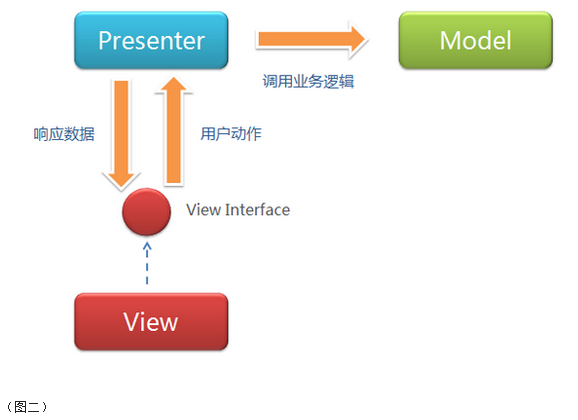 Presenter
Model
调用业务逻辑
响应数据
用户动作
View Interface
View
（图二）